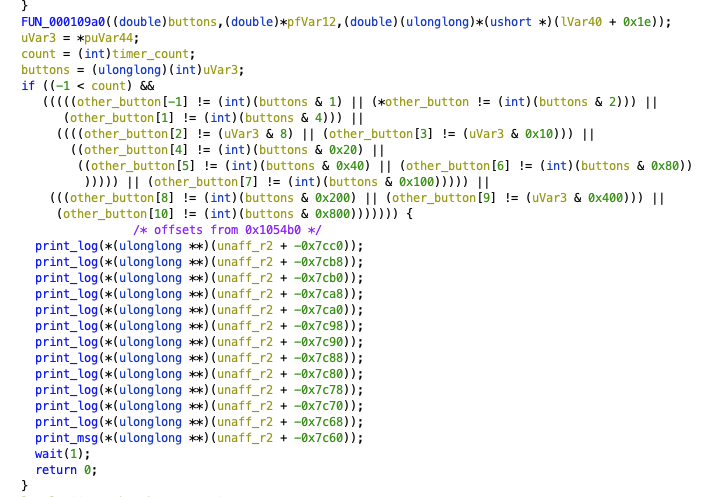 }
FUN_000109a0((double)buttons,(double)*pfVar12,(double)(ulonglong)*(ushort *)(lVar40 + 0x1e));
uVar3 = *puVar44;
count = (int)timer_count;
buttons = (ulonglong)(int)uVar3;
if ((-1 < count) &&
(((((other_button[-1] != (int)(buttons & 1) || (*other_button != (int)(buttons & 2))) ||
(other_button[1] != (int)(buttons & 4))) ||
((((other_button[2] != (uVar3 & 8) || (other_button[3] != (uVar3 & 0x10))) ||
((other_button[4] != (int)(buttons & 0x20) ||
((other_button[5] != (int)(buttons & 0x40) || (other_button[6] != (int)(buttons & 0x80))
))))) || (other_button[7] != (int)(buttons & 0x100))))) ||
(((other_button[8] != (int)(buttons & 0x200) || (other_button[9] != (uVar3 & 0x400))) ||
(other_button[10] != (int)(buttons & 0x800))))))) {
/* offsets from 0x1054b0 */
print_log(*(ulonglong **)(unaff_r2 + -0x7cc0));
print_log(*(ulonglong **)(unaff_r2 + -0x7cb8));
print_log(*(ulonglong **)(unaff_r2 + -0x7cb0));
print_log(*(ulonglong **)(unaff_r2 + -0x7ca8));
print_log(*(ulonglong **)(unaff_r2 + -0x7ca0));
print_log(*(ulonglong **)(unaff_r2 + -0x7c98));
print_log(*(ulonglong **)(unaff_r2 + -0x7c90));
print_log(*(ulonglong **)(unaff_r2 + -0x7c88));
print_log(*(ulonglong **)(unaff_r2 + -0x7c80));
print_log(*(ulonglong **)(unaff_r2 + -0x7c78));
print_log(*(ulonglong **)(unaff_r2 + -0x7c70));
print_log(*(ulonglong **)(unaff_r2 + -0x7c68));
print_msg(*(ulonglong **)(unaff_r2 + -0x7c60));
wait(1);
return 0;
}